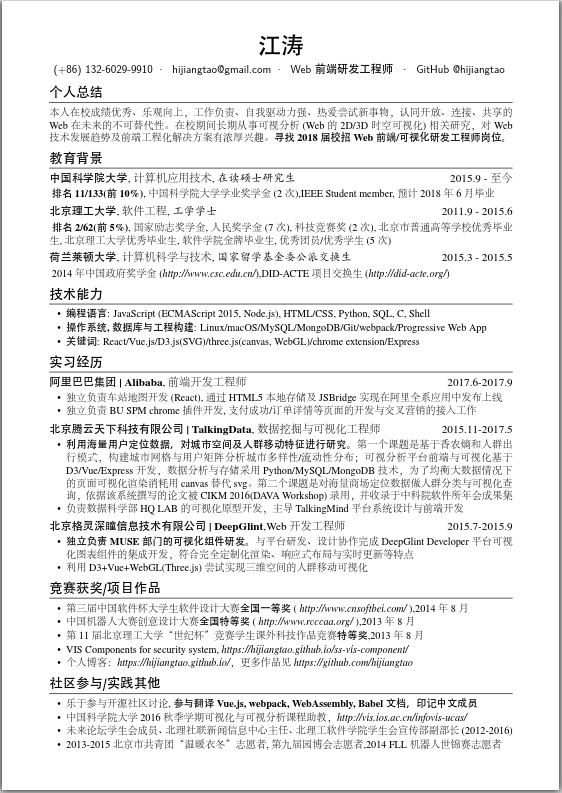 江涛
(+86) 132-6029-9910 · hijiangtao@gmail.com · Web 前端研发工程师 · GitHub @hijiangtao
个人总结
本人在校成绩优秀、乐观向上，工作负责、自我驱动力强、热爱尝试新事物，认同开放、连接、共享的
Web 在未来的不可替代性。在校期间长期从事可视分析 (Web 的 2D/3D 时空可视化) 相关研究，对 Web
技术发展趋势及前端工程化解决方案有浓厚兴趣。寻找 2018 届校招 Web 前端/可视化研发工程师岗位。
教育背景
中国科学院大学, 计算机应用技术, 在读硕士研究生 2015.9 - 至今
排名 11/133(前 10%), 中国科学院大学学业奖学金 (2 次),IEEE Student member, 预计 2018 年 6 月毕业
北京理工大学, 软件工程, 工学学士 2011.9 - 2015.6
排名 2/62(前 5%), 国家励志奖学金, 人民奖学金 (7 次), 科技竞赛奖 (2 次), 北京市普通高等学校优秀毕业
生, 北京理工大学优秀毕业生, 软件学院金牌毕业生, 优秀团员/优秀学生 (5 次)
荷兰莱顿大学, 计算机科学与技术, 国家留学基金委公派交换生 2015.3 - 2015.5
2014 年中国政府奖学金 (http://www.csc.edu.cn/),DID-ACTE 项目交换生 (http://did-acte.org/)
技术能力
• 编程语言: JavaScript (ECMAScript 2015, Node.js), HTML/CSS, Python, SQL, C, Shell
• 操作系统, 数据库与工程构建: Linux/macOS/MySQL/MongoDB/Git/webpack/Progressive Web App
• 关键词: React/Vue.js/D3.js(SVG)/three.js(canvas, WebGL)/chrome extension/Express
实习经历
阿里巴巴集团 | Alibaba, 前端开发工程师 2017.6-2017.9
• 独立负责车站地图开发 (React), 通过 HTML5 本地存储及 JSBridge 实现在阿里全系应用中发布上线
• 独立负责 BU SPM chrome 插件开发, 支付成功/订单详情等页面的开发与交叉营销的接入工作
北京腾云天下科技有限公司 | TalkingData, 数据挖掘与可视化工程师 2015.11-2017.5
• 利用海量用户定位数据，对城市空间及人群移动特征进行研究。第一个课题是基于香农熵和人群出
行模式，构建城市网格与用户矩阵分析城市多样性/流动性分布；可视分析平台前端与可视化基于
D3/Vue/Express 开发，数据分析与存储采用 Python/MySQL/MongoDB 技术，为了均衡大数据情况下
的页面可视化渲染消耗用 canvas 替代 svg。第二个课题是对海量商场定位数据做人群分类与可视化查
询，依据该系统撰写的论文被 CIKM 2016(DAVA Workshop) 录用，并收录于中科院软件所年会成果集
• 负责数据科学部 HQ LAB 的可视化原型开发，主导 TalkingMind 平台系统设计与前端开发
北京格灵深瞳信息技术有限公司 | DeepGlint,Web 开发工程师 2015.7-2015.9
• 独立负责 MUSE 部门的可视化组件研发。与平台研发、设计协作完成 DeepGlint Developer 平台可视
化图表组件的集成开发，符合完全定制化渲染、响应式布局与实时更新等特点
• 利用 D3+Vue+WebGL(Three.js) 尝试实现三维空间的人群移动可视化
竞赛获奖/项目作品
• 第三届中国软件杯大学生软件设计大赛全国一等奖 ( http://www.cnsoftbei.com/ ),2014 年 8 月
• 中国机器人大赛创意设计大赛全国特等奖 ( http://www.rcccaa.org/ ),2013 年 8 月
• 第 11 届北京理工大学“世纪杯”竞赛学生课外科技作品竞赛特等奖,2013 年 8 月
• VIS Components for security system, https://hijiangtao.github.io/ss-vis-component/
• 个人博客：https://hijiangtao.github.io/，更多作品见 https://github.com/hijiangtao
社区参与/实践其他
• 乐于参与开源社区讨论, 参与翻译 Vue.js, webpack, WebAssembly, Babel 文档，印记中文成员
• 中国科学院大学 2016 秋季学期可视化与可视分析课程助教，http://vis.ios.ac.cn/infovis-ucas/
• 未来论坛学生会成员、北理社联新闻信息中心主任、北理工软件学院学生会宣传部副部长 (2012-2016)
• 2013-2015 北京市共青团“温暖衣冬”志愿者, 第九届园博会志愿者,2014 FLL 机器人世锦赛志愿者